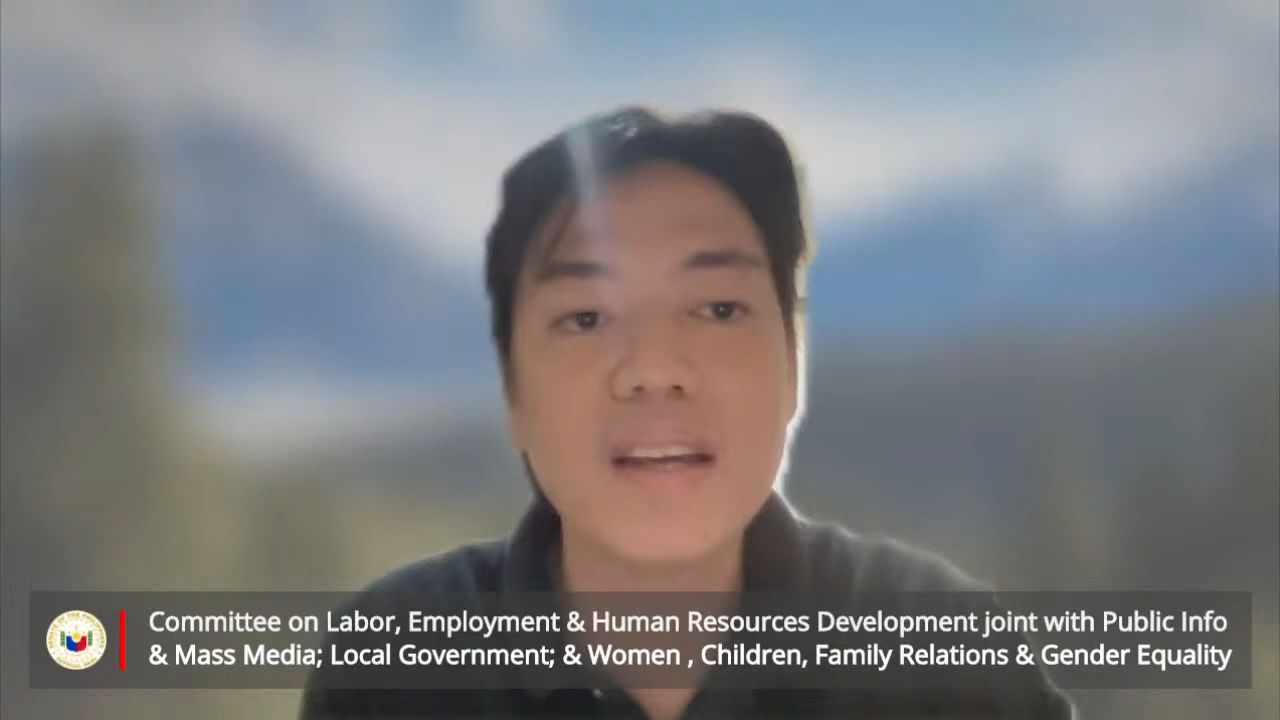 Committee on Labor, Employment & Human Resources Development joint with Public Info
& Mass Media; Local Government; & Women , Children, Family Relations & Gender Equality